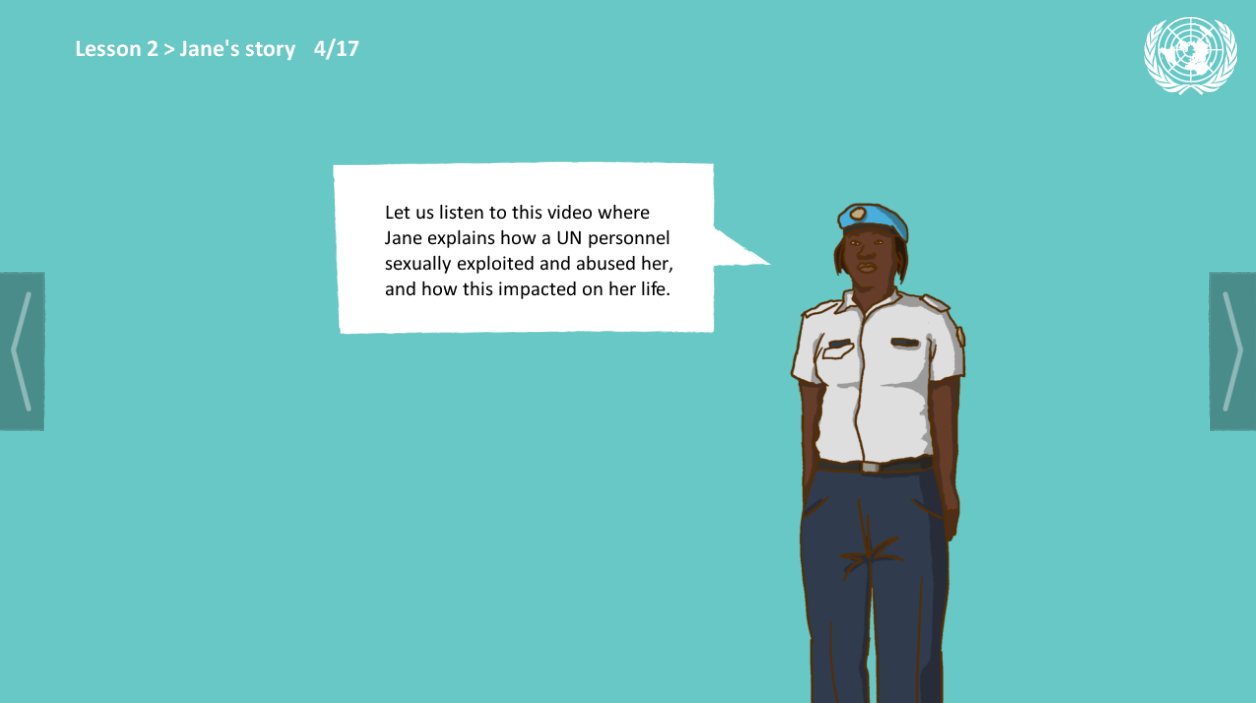 Lesson 2 > Jane's story 4/17
Let us listen to this video where
Jane explains how a UN personnel
sexually exploited and abused her,
and how this impacted on her life.